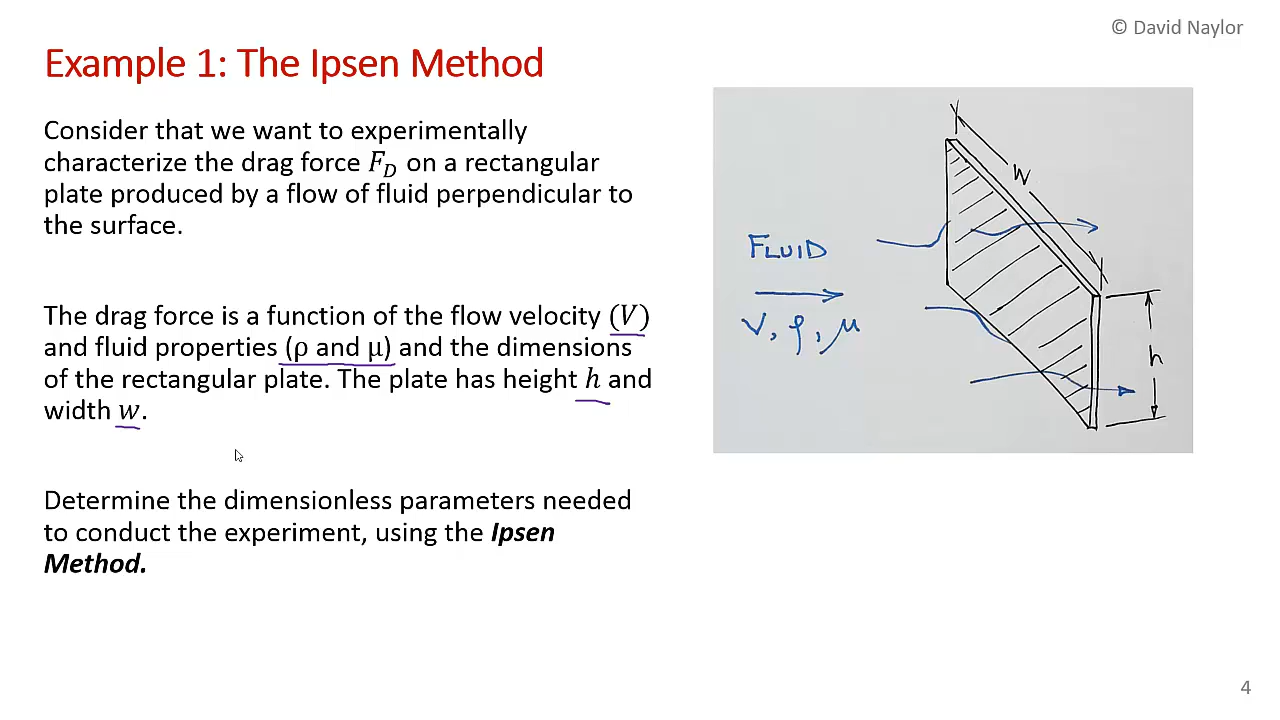 © David Naylor
Example 1: The Ipsen Method
Consider that we want to experimentally
characterize the drag force F_D on a rectangular
plate produced by a flow of fluid perpendicular to
the surface.
The drag force is a function of the flow velocity (V)
and fluid properties (ρ and μ) and the dimensions
of the rectangular plate. The plate has height h and
width w.
Determine the dimensionless parameters needed
to conduct the experiment, using the Ipsen
Method.
W
FLUID
V, ρ, μ
h
4